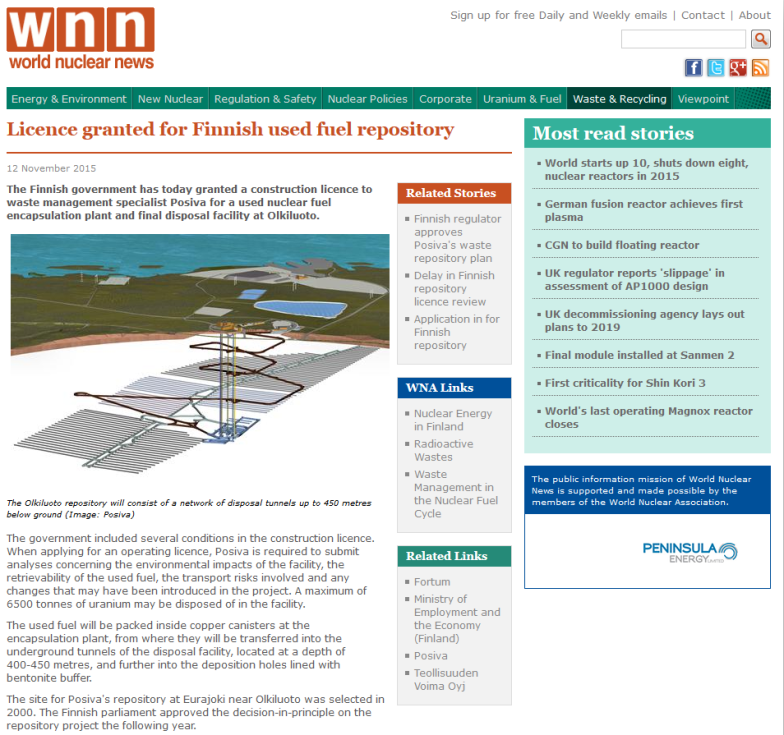 wnn
world nuclear news
Sign up for free Daily and Weekly emails | Contact | About
Energy & Environment
New Nuclear
Regulation & Safety
Nuclear Policies
Corporate
Uranium & Fuel
Waste & Recycling
Viewpoint
Licence granted for Finnish used fuel repository
12 November 2015
The Finnish government has today granted a construction licence to
waste management specialist Posiva for a used nuclear fuel
encapsulation plant and final disposal facility at Olkiluoto.
The Olkiluoto repository will consist of a network of disposal tunnels up to 450 metres
below ground (Image: Posiva)
The government included several conditions in the construction licence.
When applying for an operating licence, Posiva is required to submit
analyses concerning the environmental impacts of the facility, the
retrievability of the used fuel, the transport risks involved and any
changes that may have been introduced in the project. A maximum of
6500 tonnes of uranium may be disposed of in the facility.
The used fuel will be packed inside copper canisters at the
encapsulation plant, from where they will be transferred into the
underground tunnels of the disposal facility, located at a depth of
400-450 metres, and further into the deposition holes lined with
bentonite buffer.
The site for Posiva's repository at Eurajoki near Olkiluoto was selected in
2000. The Finnish parliament approved the decision-in-principle on the
repository project the following year.
Related Stories
Finnish regulator
approves
Posiva's waste
repository plan
Delay in Finnish
repository
licence review
Application in for
Finnish
repository
WNA Links
Nuclear Energy
in Finland
Radioactive
Wastes
Waste
Management in
the Nuclear Fuel
Cycle
Related Links
Fortum
Ministry of
Employment and
the Economy
(Finland)
Posiva
Teollisuuden
Voima Oyj
Most read stories
World starts up 10, shuts down eight,
nuclear reactors in 2015
German fusion reactor achieves first
plasma
CGN to build floating reactor
UK regulator reports 'slippage' in
assessment of AP1000 design
UK decommissioning agency lays out
plans to 2019
Final module installed at Sanmen 2
First criticality for Shin Kori 3
World's last operating Magnox reactor
closes
The public information mission of World Nuclear
News is supported and made possible by the
members of the World Nuclear Association.
PENINSULA
ENERGY LIMITED